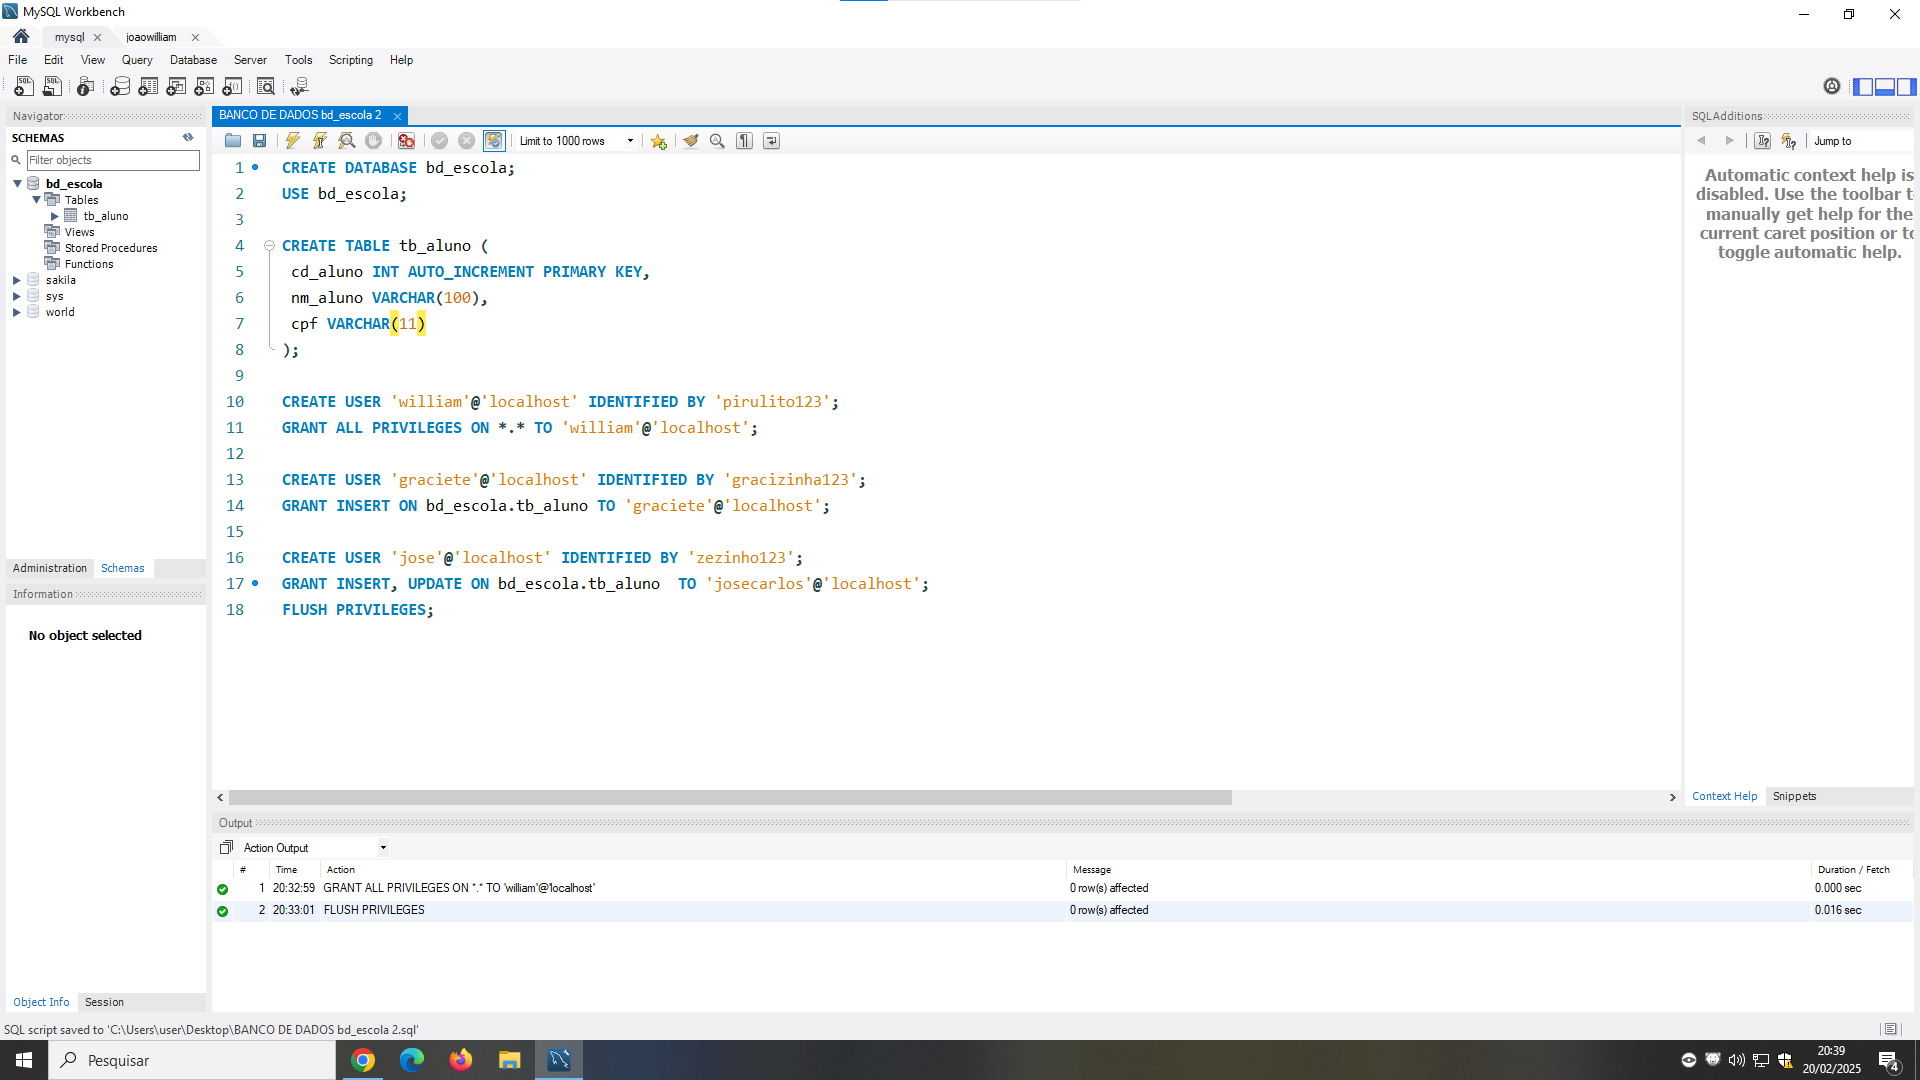 MySQL Workbench
mysql
joaowilliam
File Edit View Query Database Server Tools Scripting Help
Navigator
SCHEMAS
Filter objects
bd_escola
Tables
tb_aluno
Views
Stored Procedures
Functions
sakila
sys
world
Administration Schemas
Information
No object selected
Object Info Session
BANCO DE DADOS bd_escola 2
Limit to 1000 rows
1 CREATE DATABASE bd_escola;
2 USE bd_escola;
3
4 CREATE TABLE tb_aluno (
5 cd_aluno INT AUTO_INCREMENT PRIMARY KEY,
6 nm_aluno VARCHAR(100),
7 cpf VARCHAR(11)
8 );
9
10 CREATE USER 'william'@'localhost' IDENTIFIED BY 'pirulito123';
11 GRANT ALL PRIVILEGES ON *.* TO 'william'@'localhost';
12
13 CREATE USER 'graciete'@'localhost' IDENTIFIED BY 'gracizinha123';
14 GRANT INSERT ON bd_escola.tb_aluno TO 'graciete'@'localhost';
15
16 CREATE USER 'jose'@'localhost' IDENTIFIED BY 'zezinho123';
17 GRANT INSERT, UPDATE ON bd_escola.tb_aluno  TO 'josecarlos'@'localhost';
18 FLUSH PRIVILEGES;
SQLAdditions
Jump to
Automatic context help is
disabled. Use the toolbar t
manually get help for the
current caret position or to
toggle automatic help.
Context Help Snippets
Output
Action Output
# Time Action Message Duration / Fetch
1 20:32:59 GRANT ALL PRIVILEGES ON *.* TO 'william'@'localhost' 0 row(s) affected 0.000 sec
2 20:33:01 FLUSH PRIVILEGES 0 row(s) affected 0.016 sec
SQL script saved to 'C:\Users\user\Desktop\BANCO DE DADOS bd_escola 2.sql'
Pesquisar
20:39
20/02/2025
4